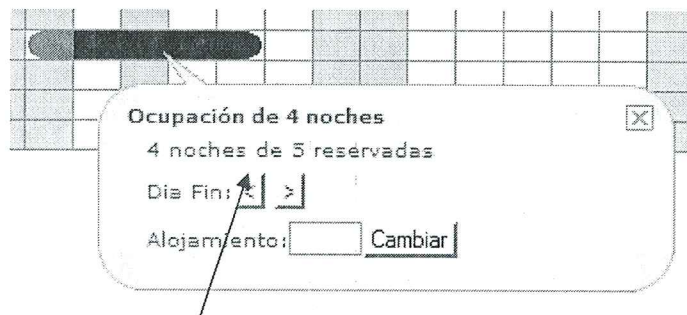 Ocupación de 4 noches
4 noches de 5 reservadas
Dia Fin: < >
Alojamiento: Cambiar